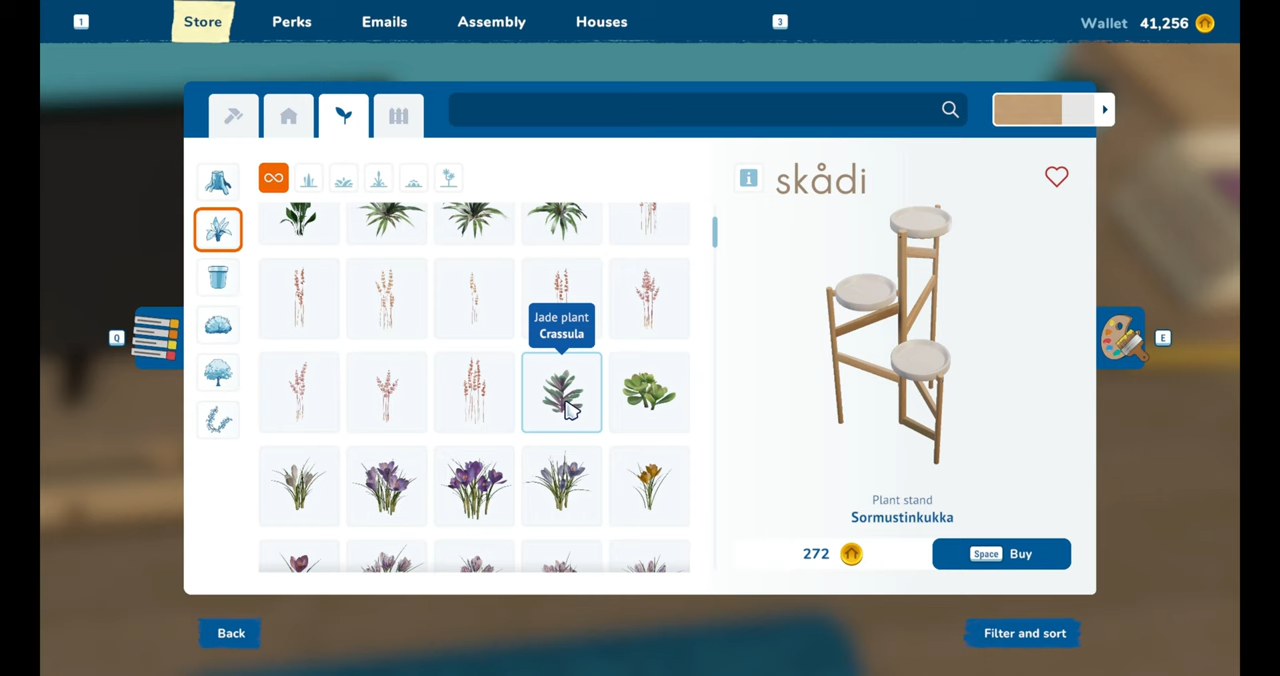 1
Store
Perks
Emails
Assembly
Houses
3
Wallet 41,256
i
skådi
Jade plant
Crassula
Q
E
Plant stand
Sormustinkukka
272
Space Buy
Back
Filter and sort